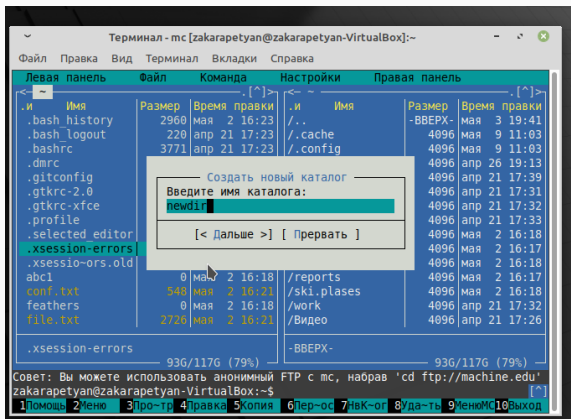 Терминал - mc [zakarapetyan@zakarapetyan-VirtualBox]:~
Файл Правка Вид Терминал Вкладки Справка
Левая панель Файл Команда Настройки Правая панель
<- ~ .[^]> <- ~ .[^]>
.и Имя Размер Время правки .и Имя Размер Время правки
.bash_history 2960 мая 2 16:23 /.. -ВВЕРХ- мая 3 19:41
.bash_logout 220 апр 21 17:23 /.cache 4096 мая 9 11:03
.bashrc 3771 апр 21 17:23 /.config 4096 мая 9 11:03
.dmrc 4096 апр 26 19:13
.gitconfig Создать новый каталог 4096 апр 21 17:39
.gtkrc-2.0 Введите имя каталога: 4096 апр 21 17:31
.gtkrc-xfce newdir 4096 апр 21 17:32
.profile 4096 апр 21 17:33
.selected_editor [< Дальше >] [ Прервать ] 4096 мая 2 16:18
.xsession-errors 4096 мая 2 16:17
.xsessio~ors.old 4096 мая 2 16:18
abc1 0 мая 2 16:18 /reports 4096 мая 2 16:17
conf.txt 548 мая 2 16:21 /ski.plases 4096 мая 2 16:18
feathers 0 мая 2 16:18 /work 4096 апр 21 17:32
file.txt 2726 мая 2 16:21 /Видео 4096 апр 21 17:26
.xsession-errors -ВВЕРХ-
93G/117G (79%) 93G/117G (79%)
Совет: Вы можете использовать анонимный FTP с mc, набрав 'cd ftp://machine.edu'
zakarapetyan@zakarapetyan-VirtualBox:~$ [^]
1Помощь 2Меню 3Про~тр 4Правка 5Копия 6Пер~ос 7НвК~ог 8Уда~ть 9МенюMC 10Выход